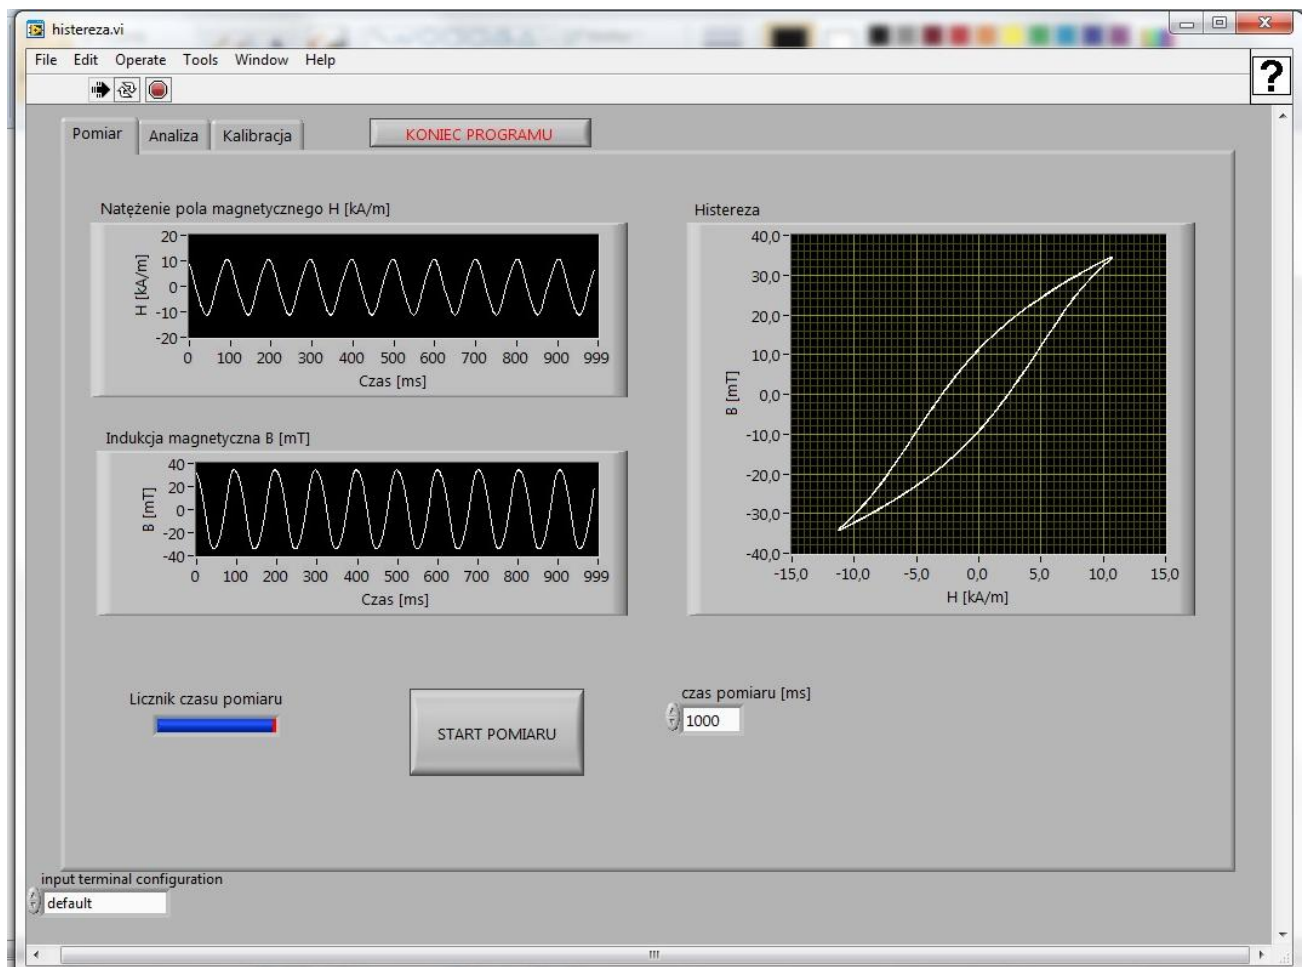 histereza.vi
File Edit Operate Tools Window Help
?
Pomiar Analiza Kalibracja KONIEC PROGRAMU
Natężenie pola magnetycznego H [kA/m]
H [kA/m]
20
10
0
-10
-20
0 100 200 300 400 500 600 700 800 900 999
Czas [ms]
Indukcja magnetyczna B [mT]
B [mT]
40
20
0
-20
-40
0 100 200 300 400 500 600 700 800 900 999
Czas [ms]
Histereza
B [mT]
40,0
30,0
20,0
10,0
0,0
-10,0
-20,0
-30,0
-40,0
-15,0 -10,0 -5,0 0,0 5,0 10,0 15,0
H [kA/m]
Licznik czasu pomiaru
START POMIARU
czas pomiaru [ms]
1000
input terminal configuration
default